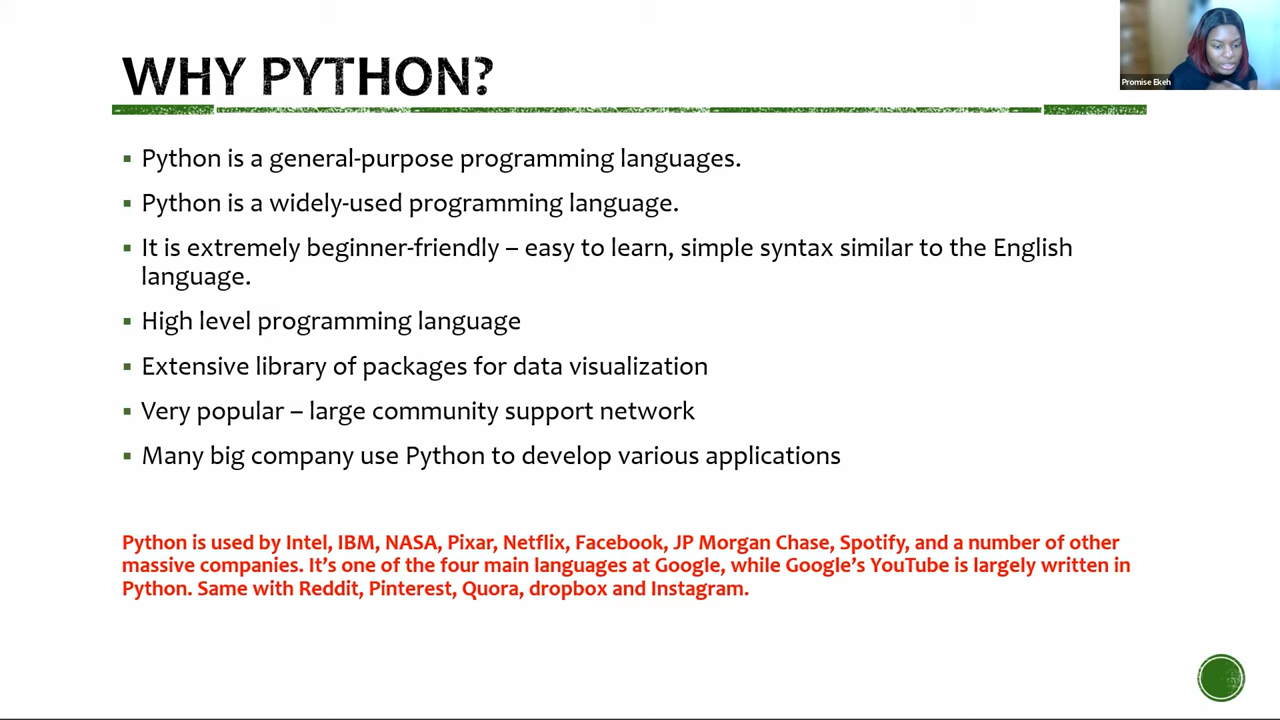 WHY PYTHON?
Promise Ekeh
Python is a general-purpose programming languages.
Python is a widely-used programming language.
It is extremely beginner-friendly – easy to learn, simple syntax similar to the English
language.
High level programming language
Extensive library of packages for data visualization
Very popular – large community support network
Many big company use Python to develop various applications
Python is used by Intel, IBM, NASA, Pixar, Netflix, Facebook, JP Morgan Chase, Spotify, and a number of other
massive companies. It’s one of the four main languages at Google, while Google’s YouTube is largely written in
Python. Same with Reddit, Pinterest, Quora, dropbox and Instagram.